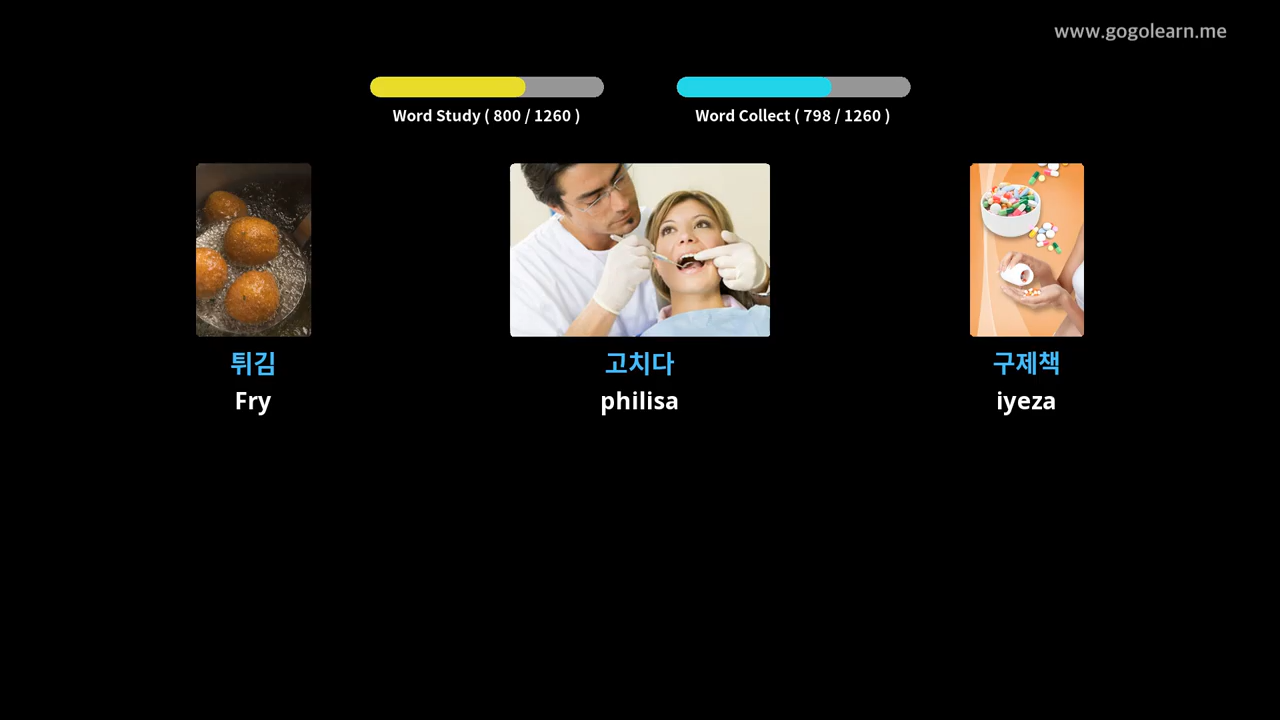 www.gogolearn.me
Word Study ( 800 / 1260 )
Word Collect ( 798 / 1260 )
튀김
고치다
구제책
Fry
philisa
iyeza